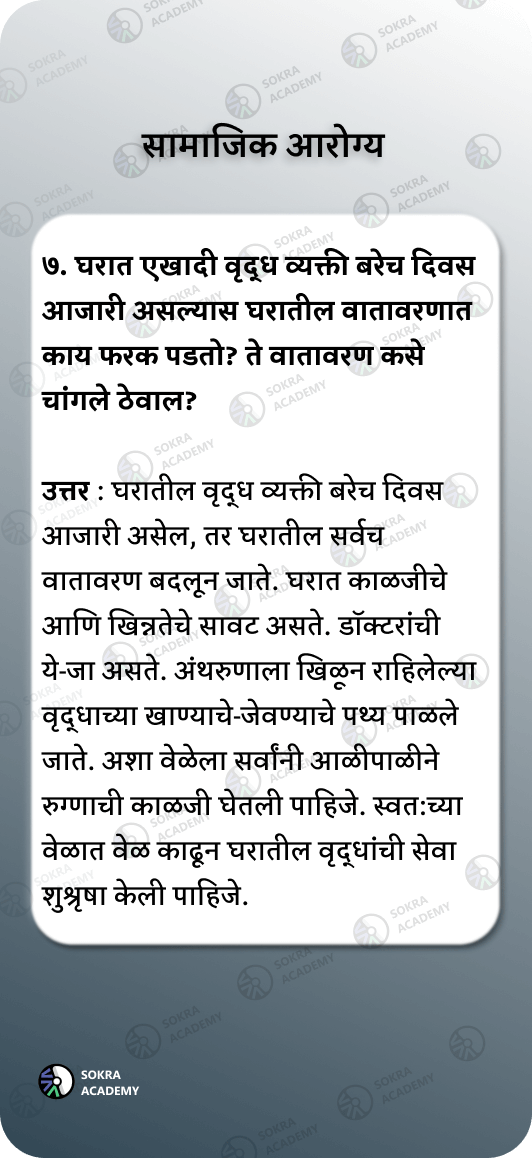 सामाजिक आरोग्य
७. घरात एखादी वृद्ध व्यक्ती बरेच दिवस
आजारी असल्यास घरातील वातावरणात
काय फरक पडतो? ते वातावरण कसे
चांगले ठेवाल?
उत्तर : घरातील वृद्ध व्यक्ती बरेच दिवस
आजारी असेल, तर घरातील सर्वच
वातावरण बदलून जाते. घरात काळजीचे
आणि खिन्नतेचे सावट असते. डॉक्टरांची
ये-जा असते. अंथरुणाला खिळून राहिलेल्या
वृद्धाच्या खाण्याचे-जेवण्याचे पथ्य पाळले
जाते. अशा वेळेला सर्वांनी आळीपाळीने
रुग्णाची काळजी घेतली पाहिजे. स्वत:च्या
वेळात वेळ काढून घरातील वृद्धांची सेवा
शुश्रृषा केली पाहिजे.
SOKRA
ACADEMY